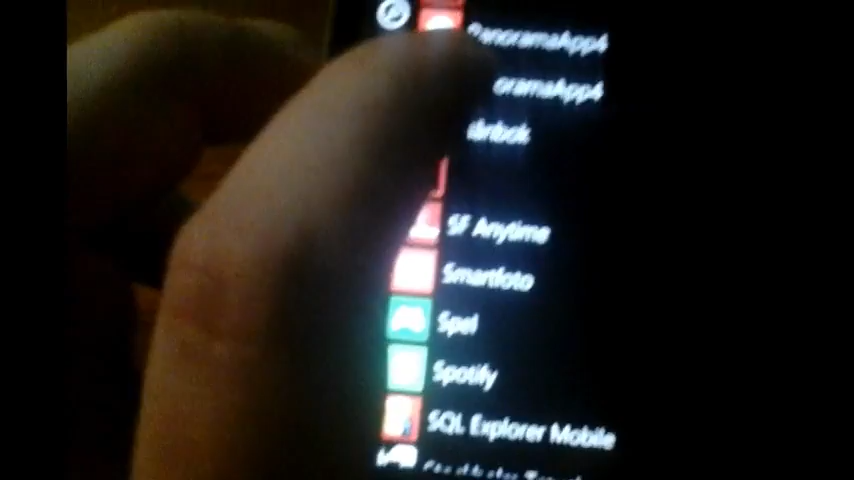 PanoramaApp4
oramaApp4
SF Anytime
Smartfoto
Spel
Spotify
SQL Explorer Mobile